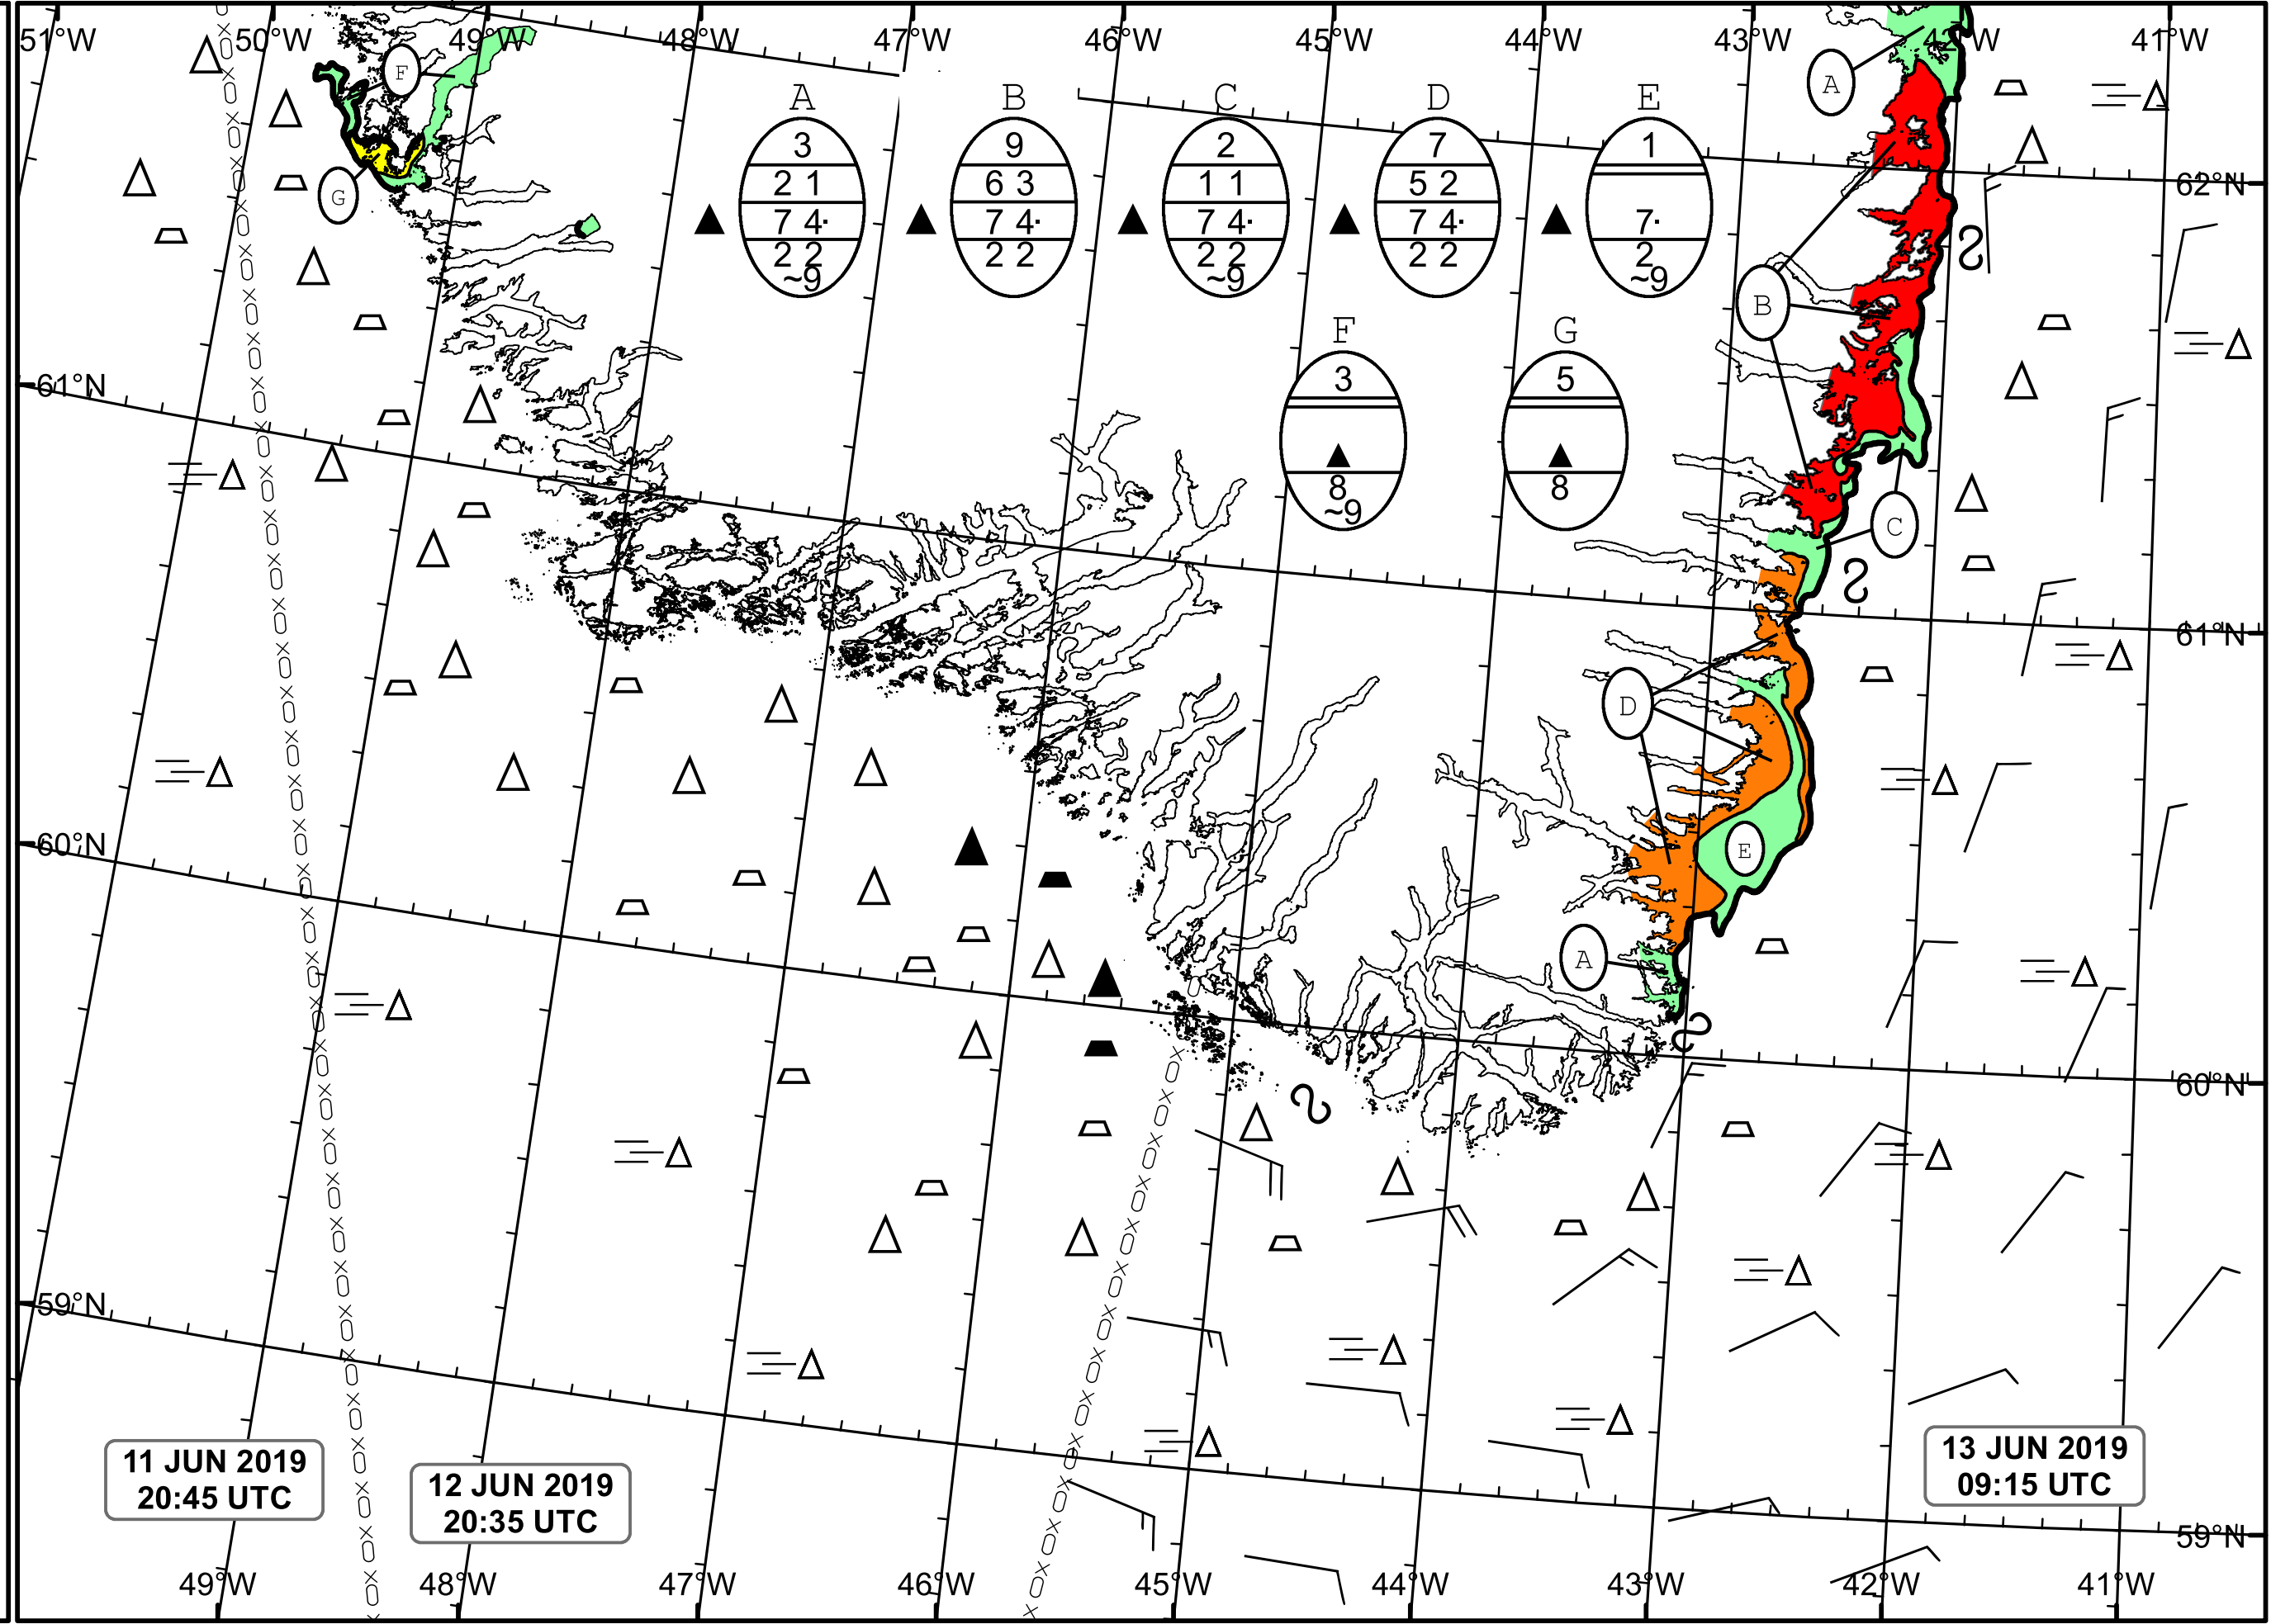 51°W 50°W 49°W 48°W 47°W 46°W 45°W 44°W 43°W 42°W 41°W
F
A
A B C D E
3 9 2 7 1
2 1 6 3 1 1 5 2
7 4· 7 4· 7 4· 7 4· 7·
2 2 2 2 2 2 2 2 2
~9 ~9 ~9
G
62°N
B
F G
3 5
8 8
~9
61°N
C
61°N
D
60°N
E
A
60°N
59°N
11 JUN 2019
20:45 UTC
12 JUN 2019
20:35 UTC
13 JUN 2019
09:15 UTC
59°N
49°W 48°W 47°W 46°W 45°W 44°W 43°W 42°W 41°W